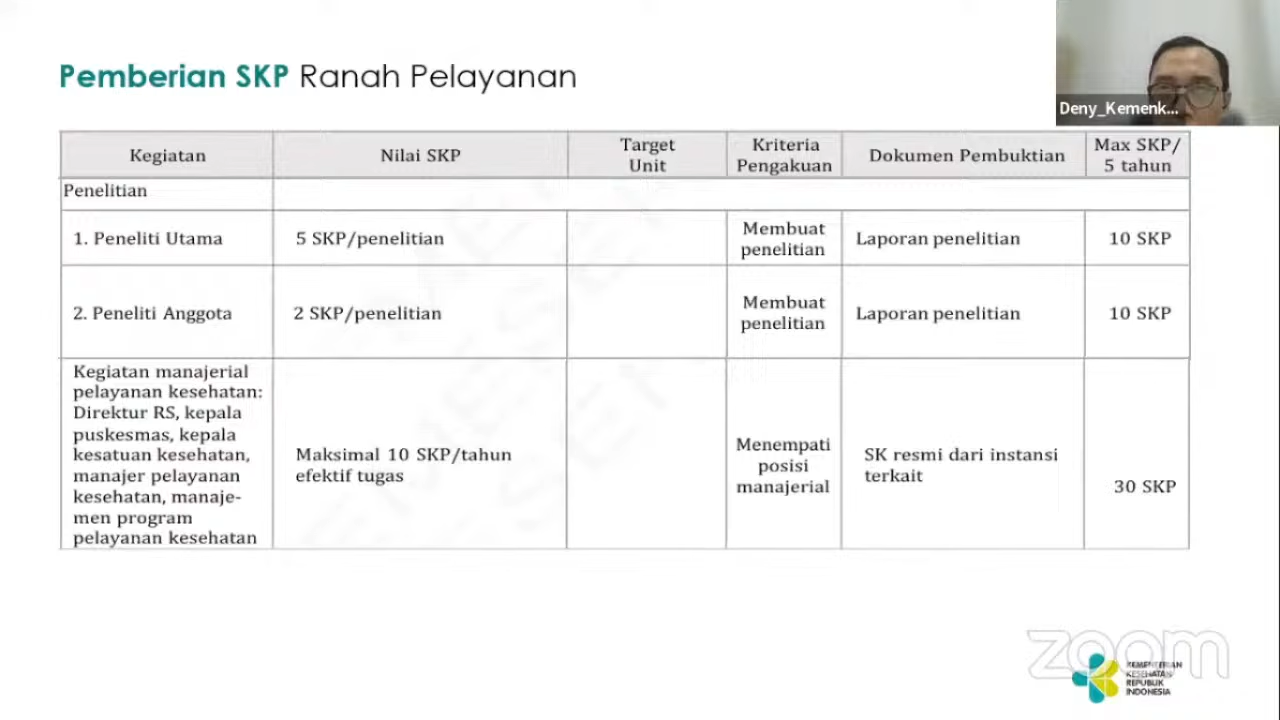 Pemberian SKP Ranah Pelayanan
Deny_Kemenk...
Kegiatan
Nilai SKP
Target
Unit
Kriteria
Pengakuan
Dokumen Pembuktian
Max SKP/
5 tahun
Penelitian
1. Peneliti Utama
5 SKP/penelitian
Membuat
penelitian
Laporan penelitian
10 SKP
2. Peneliti Anggota
2 SKP/penelitian
Membuat
penelitian
Laporan penelitian
10 SKP
Kegiatan manajerial
pelayanan kesehatan:
Direktur RS, kepala
puskesmas, kepala
kesatuan kesehatan,
manajer pelayanan
kesehatan, manaje-
men program
pelayanan kesehatan
Maksimal 10 SKP/tahun
efektif tugas
Menempati
posisi
manajerial
SK resmi dari instansi
terkait
30 SKP
zoom
KEMENTERIAN
KESEHATAN
REPUBLIK
INDONESIA